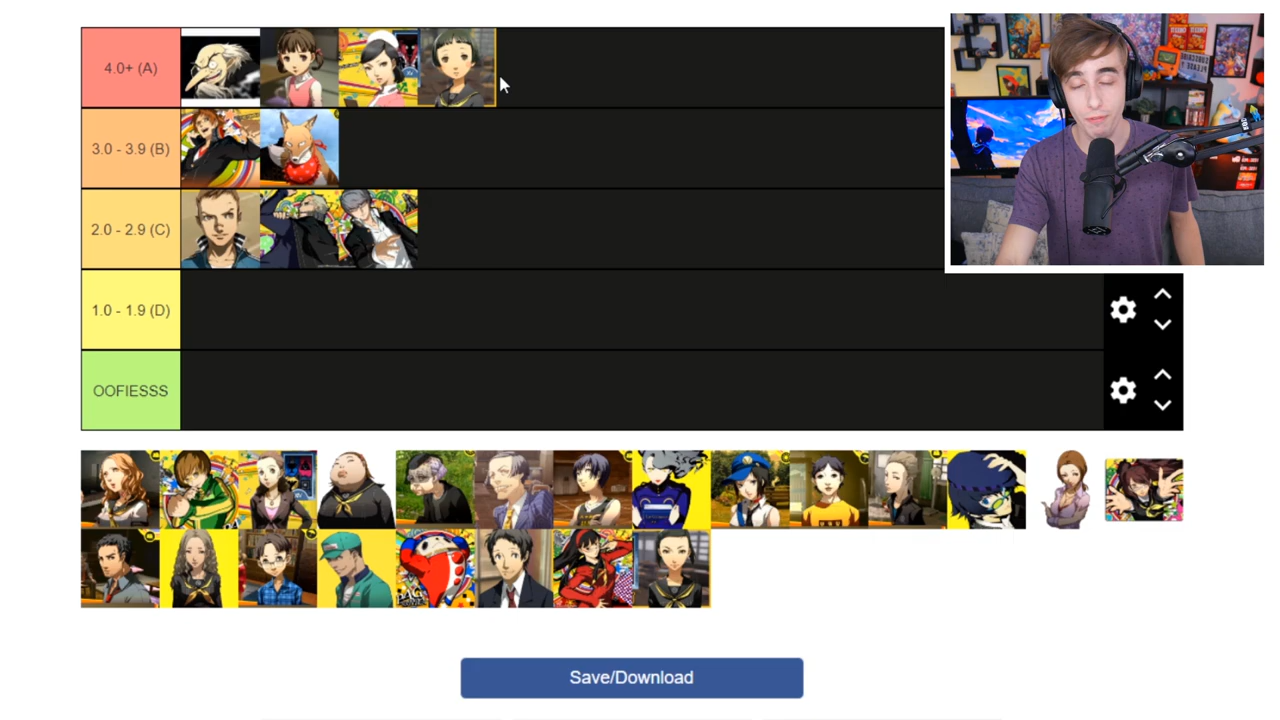 4.0+ (A)
3.0 - 3.9 (B)
2.0 - 2.9 (C)
1.0 - 1.9 (D)
OOFIESSS
Save/Download